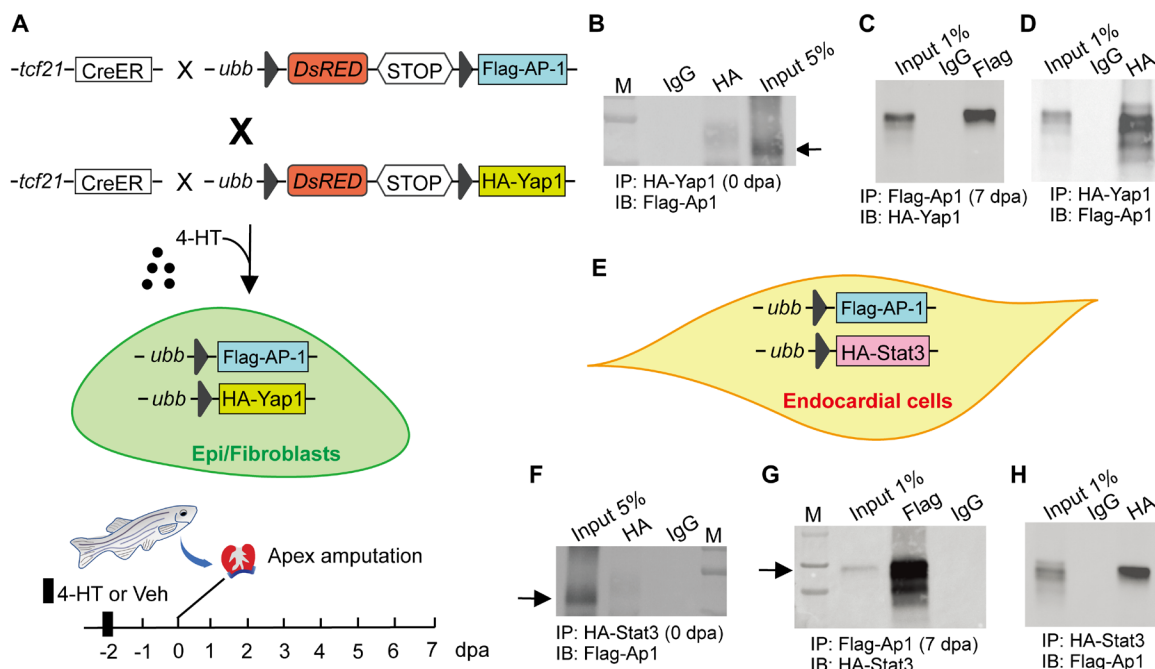 A
-tcf21- CreER X - ubb DsRED STOP Flag-AP-1
X
-tcf21- CreER X - ubb DsRED STOP HA-Yap1
4-HT
- ubb Flag-AP-1
- ubb HA-Yap1
Epi/Fibroblasts
Apex amputation
4-HT or Veh
-2 -1 0 1 2 3 4 5 6 7 dpa
B
M IgG HA Input 5%
IP: HA-Yap1 (0 dpa)
IB: Flag-Ap1
C
Input 1% IgG Flag
IP: Flag-Ap1 (7 dpa)
IB: HA-Yap1
D
Input 1% IgG HA
IP: HA-Yap1
IB: Flag-Ap1
E
- ubb Flag-AP-1
- ubb HA-Stat3
Endocardial cells
F
Input 5% HA IgG M
IP: HA-Stat3 (0 dpa)
IB: Flag-Ap1
G
M Input 1% Flag IgG
IP: Flag-Ap1 (7 dpa)
IB: HA-Stat3
H
Input 1% IgG HA
IP: HA-Stat3
IB: Flag-Ap1